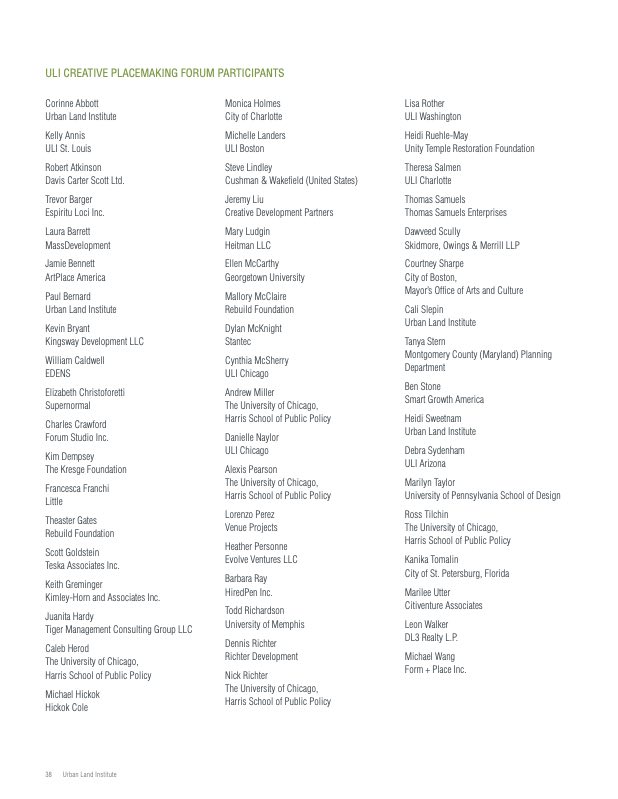 ULI CREATIVE PLACEMAKING FORUM PARTICIPANTS
Corinne Abbott
Urban Land Institute
Kelly Annis
ULI St. Louis
Robert Atkinson
Davis Carter Scott Ltd.
Trevor Barger
Espiritu Loci Inc.
Laura Barrett
MassDevelopment
Jamie Bennett
ArtPlace America
Paul Bernard
Urban Land Institute
Kevin Bryant
Kingsway Development LLC
William Caldwell
EDENS
Elizabeth Christoforetti
Supernormal
Charles Crawford
Forum Studio Inc.
Kim Dempsey
The Kresge Foundation
Francesca Franchi
Little
Theaster Gates
Rebuild Foundation
Scott Goldstein
Teska Associates Inc.
Keith Greminger
Kimley-Horn and Associates Inc.
Juanita Hardy
Tiger Management Consulting Group LLC
Caleb Herod
The University of Chicago,
Harris School of Public Policy
Michael Hickok
Hickok Cole
Monica Holmes
City of Charlotte
Michelle Landers
ULI Boston
Steve Lindley
Cushman & Wakefield (United States)
Jeremy Liu
Creative Development Partners
Mary Ludgin
Heitman LLC
Ellen McCarthy
Georgetown University
Mallory McClaire
Rebuild Foundation
Dylan McKnight
Stantec
Cynthia McSherry
ULI Chicago
Andrew Miller
The University of Chicago,
Harris School of Public Policy
Danielle Naylor
ULI Chicago
Alexis Pearson
The University of Chicago,
Harris School of Public Policy
Lorenzo Perez
Venue Projects
Heather Personne
Evolve Ventures LLC
Barbara Ray
HiredPen Inc.
Todd Richardson
University of Memphis
Dennis Richter
Richter Development
Nick Richter
The University of Chicago,
Harris School of Public Policy
Lisa Rother
ULI Washington
Heidi Ruehle-May
Unity Temple Restoration Foundation
Theresa Salmen
ULI Charlotte
Thomas Samuels
Thomas Samuels Enterprises
Dawveed Scully
Skidmore, Owings & Merrill LLP
Courtney Sharpe
City of Boston,
Mayor's Office of Arts and Culture
Cali Slepin
Urban Land Institute
Tanya Stern
Montgomery County (Maryland) Planning
Department
Ben Stone
Smart Growth America
Heidi Sweetnam
Urban Land Institute
Debra Sydenham
ULI Arizona
Marilyn Taylor
University of Pennsylvania School of Design
Ross Tilchin
The University of Chicago,
Harris School of Public Policy
Kanika Tomalin
City of St. Petersburg, Florida
Marilee Utter
Citiventure Associates
Leon Walker
DL3 Realty L.P.
Michael Wang
Form + Place Inc.
38 Urban Land Institute